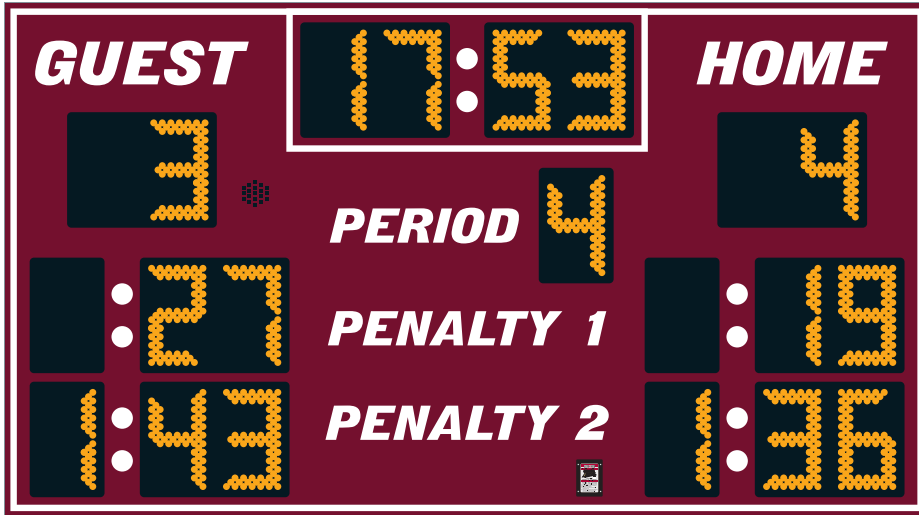 GUEST 17:53 HOME
3 4
PERIOD 4
:27 PENALTY 1 :19
1:43 PENALTY 2 1:36